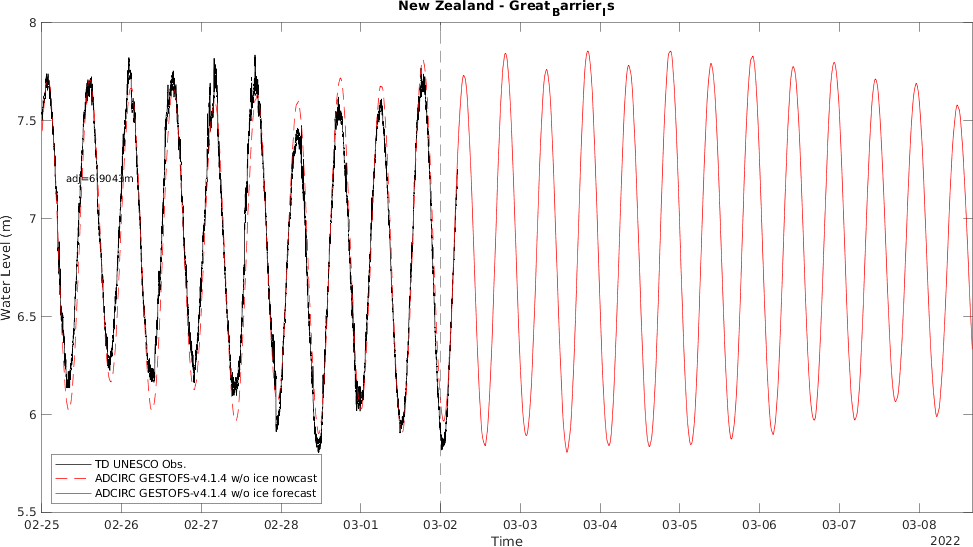 New Zealand - Great_Barrier_Is
8
7.5
7
6.5
6
5.5
Water Level (m)
adj=6.9043m
TD UNESCO Obs.
ADCIRC GESTOFS-v4.1.4 w/o ice nowcast
ADCIRC GESTOFS-v4.1.4 w/o ice forecast
02-25 02-26 02-27 02-28 03-01 03-02 03-03 03-04 03-05 03-06 03-07 03-08
Time
2022